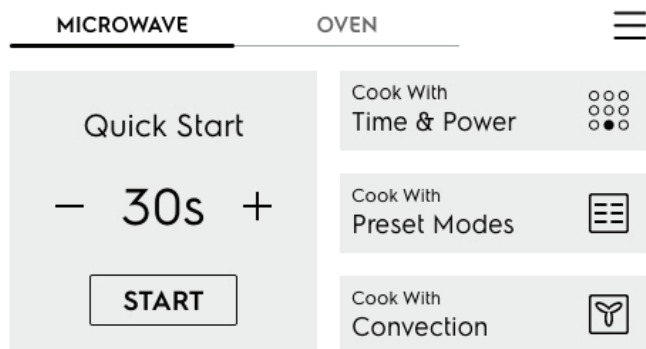 MICROWAVE
OVEN
Quick Start
− 30s +
START
Cook With
Time & Power
Cook With
Preset Modes
Cook With
Convection